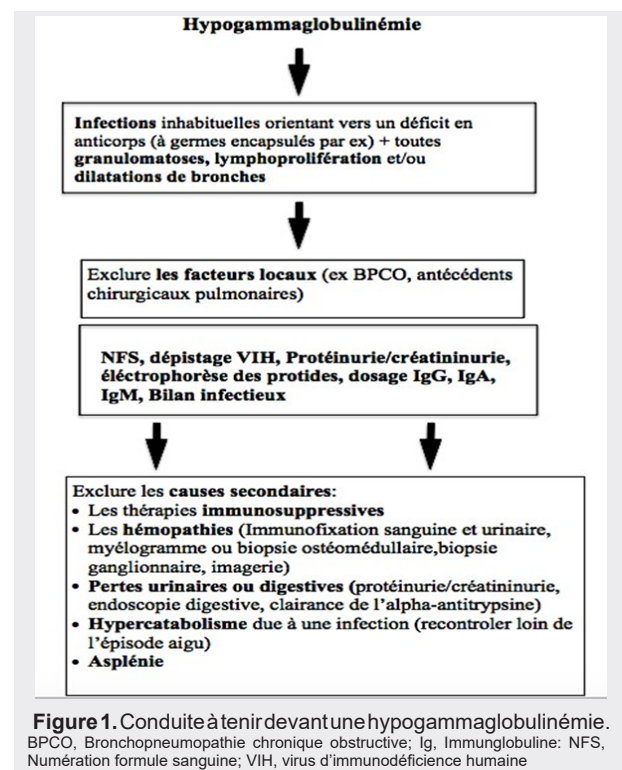 Hypogammaglobulinémie
Infections inhabituelles orientant vers un déficit en
anticorps (à germes encapsulés par ex) + toutes
granulomatoses, lymphoprolifération et/ou
dilatations de bronches
Exclure les facteurs locaux (ex BPCO, antécédents
chirurgicaux pulmonaires)
NFS, dépistage VIH, Protéinurie/créatininurie,
éléctrophorèse des protides, dosage IgG, IgA,
IgM, Bilan infectieux
Exclure les causes secondaires:
• Les thérapies immunosuppressives
• Les hémopathies (Immunofixation sanguine et urinaire,
myélogramme ou biopsie ostéomédullaire,biopsie
ganglionnaire, imagerie)
• Pertes urinaires ou digestives (protéinurie/créatininurie,
endoscopie digestive, clairance de l'alpha-antitrypsine)
• Hypercatabolisme due à une infection (recontroler loin de
l'épisode aigu)
• Asplénie
Figure 1. Conduite à tenir devant une hypogammaglobulinémie.
BPCO, Bronchopneumopathie chronique obstructive; Ig, Immunglobuline: NFS,
Numération formule sanguine; VIH, virus d'immunodéficience humaine